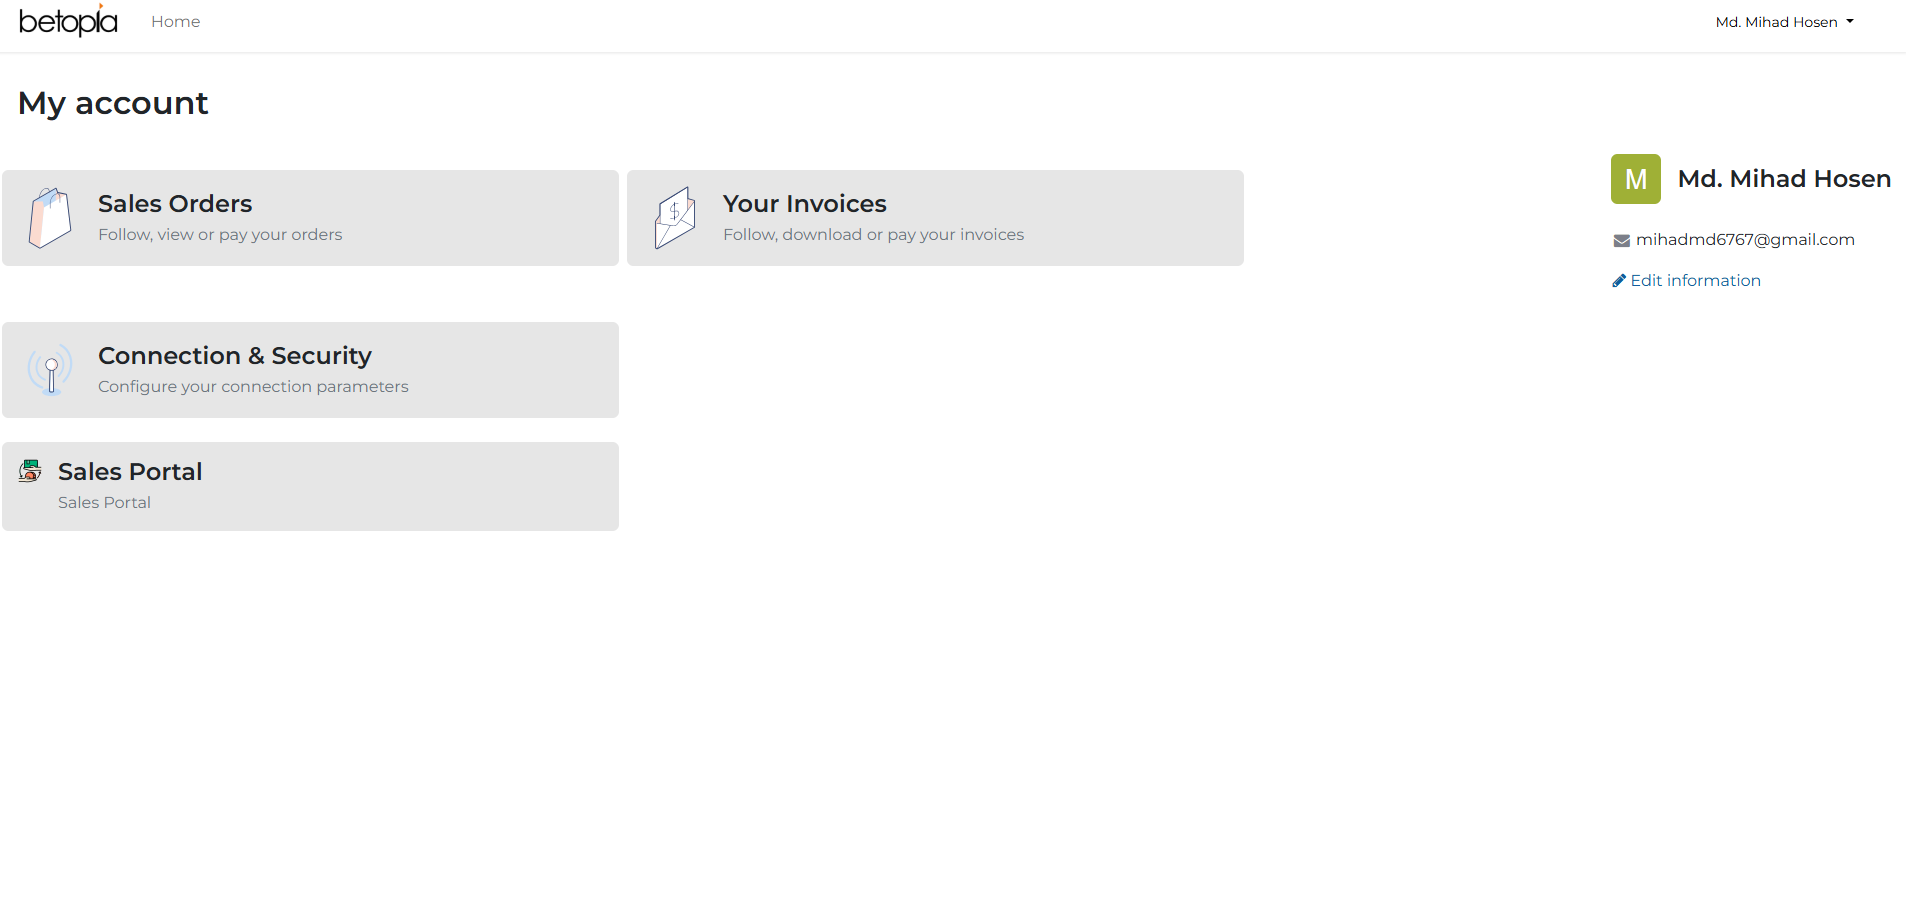 betopia
Home
Md. Mihad Hosen
My account
Sales Orders
Follow, view or pay your orders
Your Invoices
$
Follow, download or pay your invoices
M
Md. Mihad Hosen
mihadmd6767@gmail.com
Edit information
Connection & Security
Configure your connection parameters
Sales Portal
Sales Portal